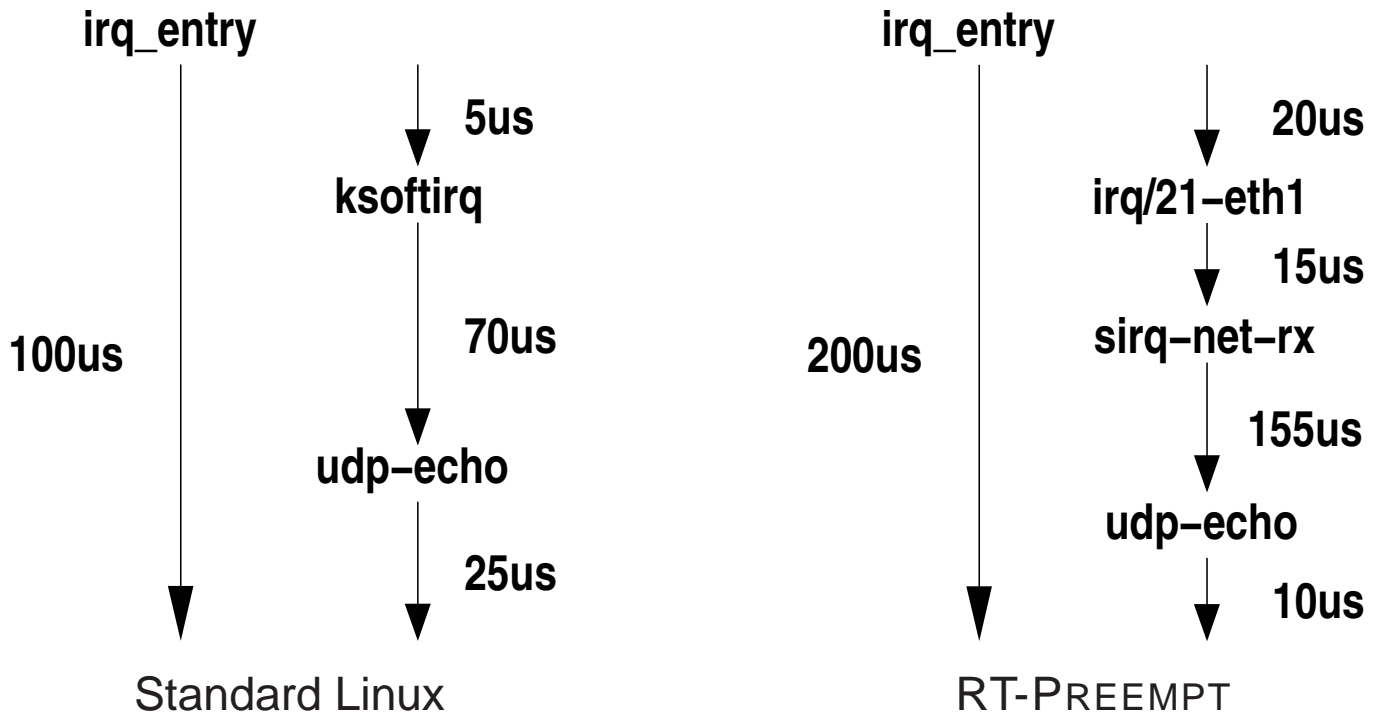 irq_entry
5us
ksoftirq
100us
70us
udp−echo
25us
Standard Linux
irq_entry
20us
irq/21−eth1
15us
200us
sirq−net−rx
155us
udp−echo
10us
RT-PREEMPT